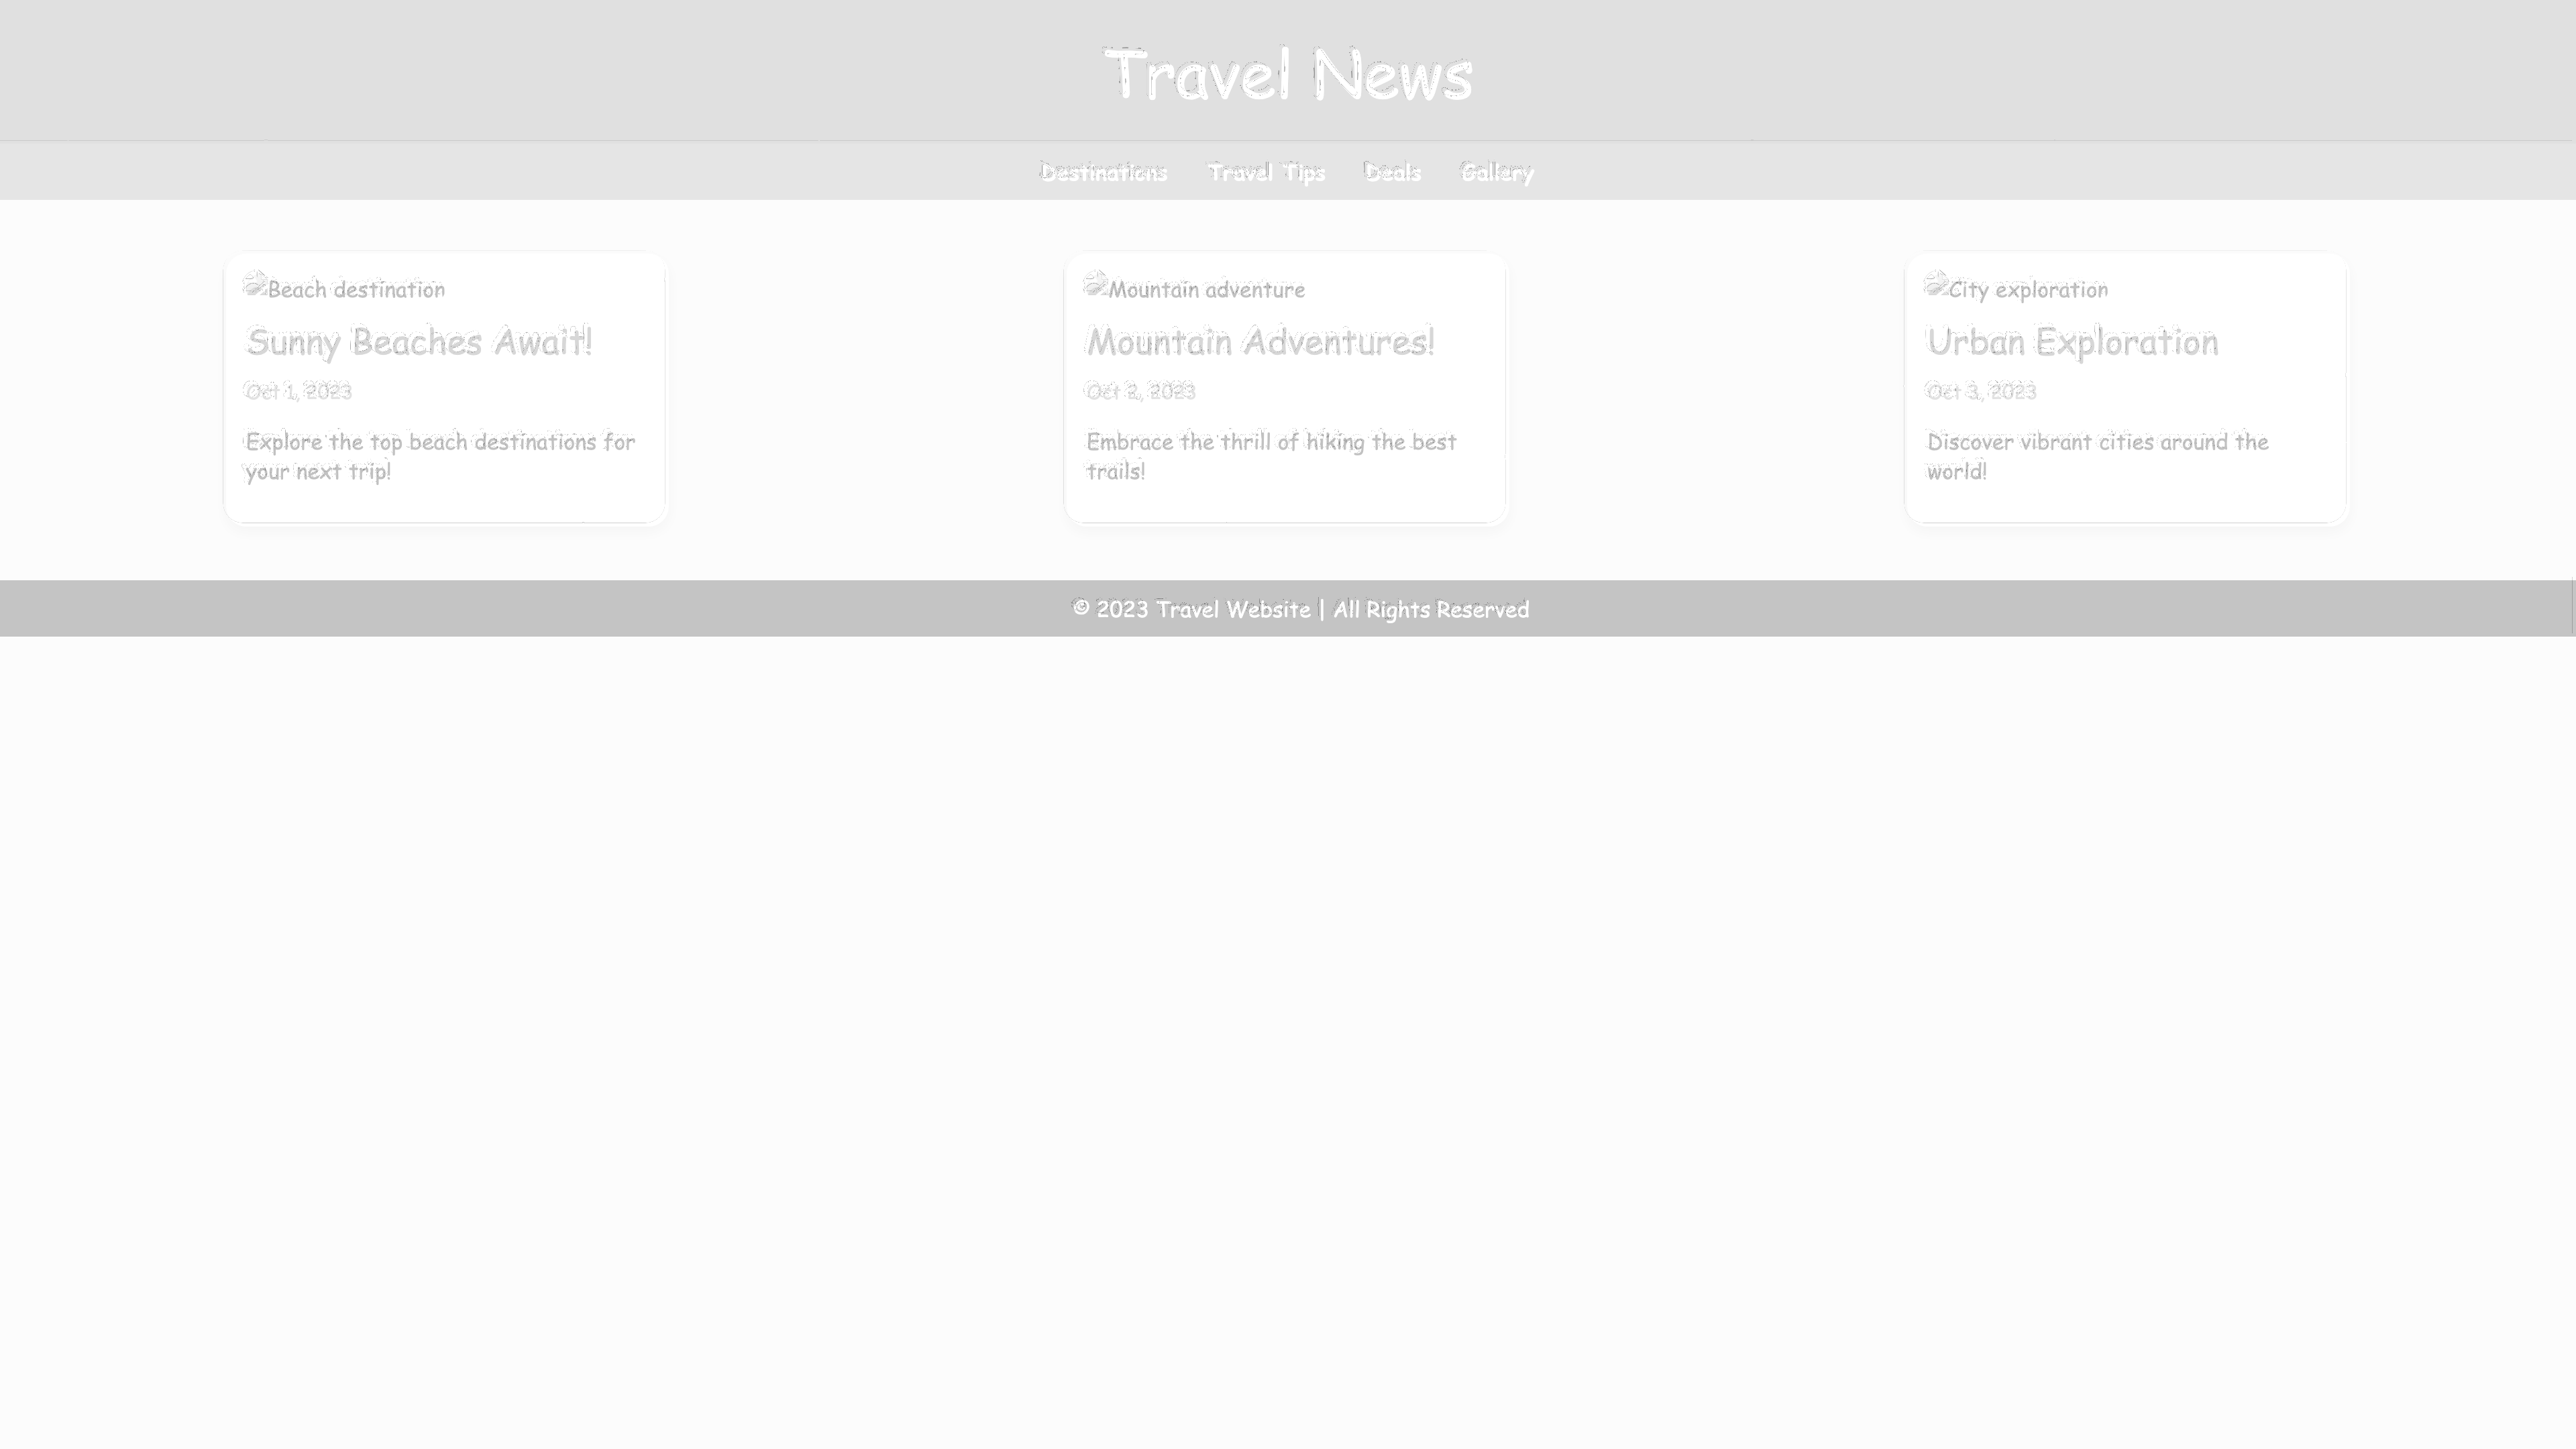 Travel News
Destinations Travel Tips Deals Gallery
Beach destination
Sunny Beaches Await!
Oct 1, 2023
Explore the top beach destinations for
your next trip!
Mountain adventure
Mountain Adventures!
Oct 2, 2023
Embrace the thrill of hiking the best
trails!
City exploration
Urban Exploration
Oct 3, 2023
Discover vibrant cities around the
world!
© 2023 Travel Website | All Rights Reserved